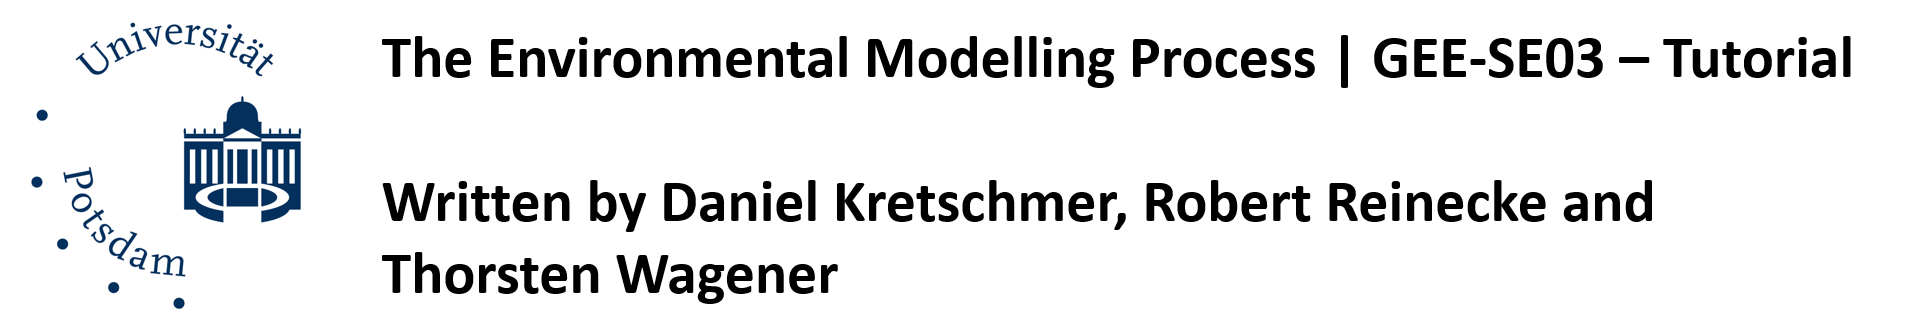 Universität
Potsdam
The Environmental Modelling Process | GEE-SE03 – Tutorial
Written by Daniel Kretschmer, Robert Reinecke and
Thorsten Wagener